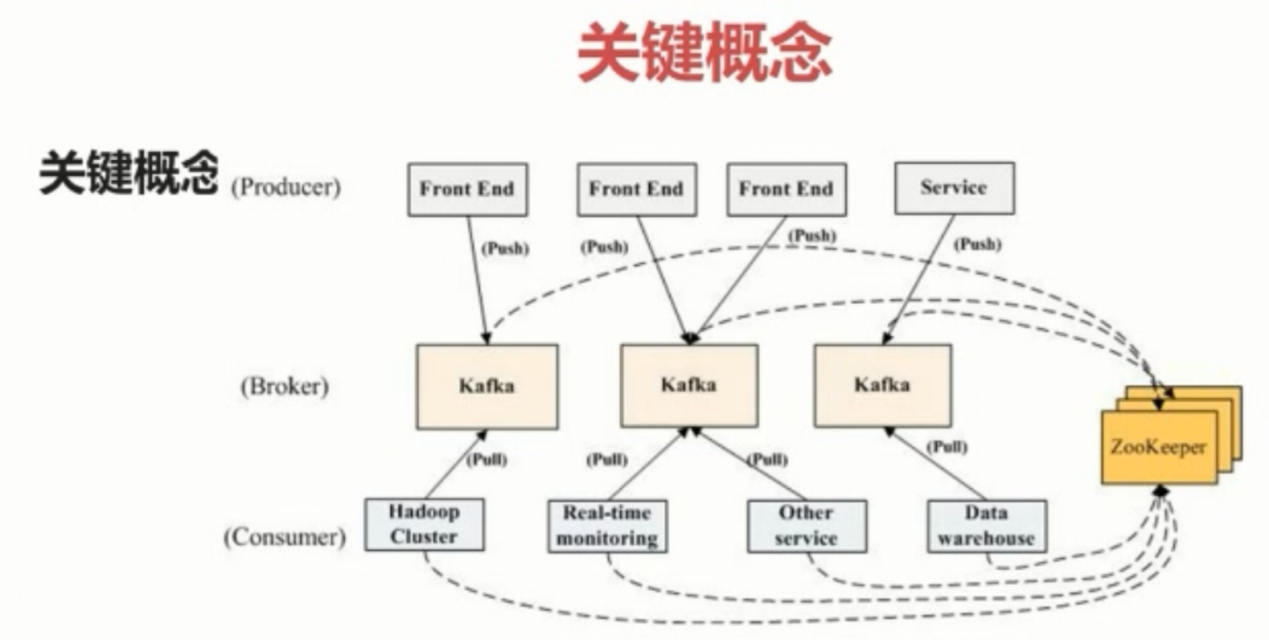 关键概念
关键概念
(Producer)
Front End
Front End
Front End
Service
(Push)
(Push)
(Push)
(Push)
(Broker)
Kafka
Kafka
Kafka
ZooKeeper
(Pull)
(Pull)
(Pull)
(Pull)
(Consumer)
Hadoop
Cluster
Real-time
monitoring
Other
service
Data
warehouse